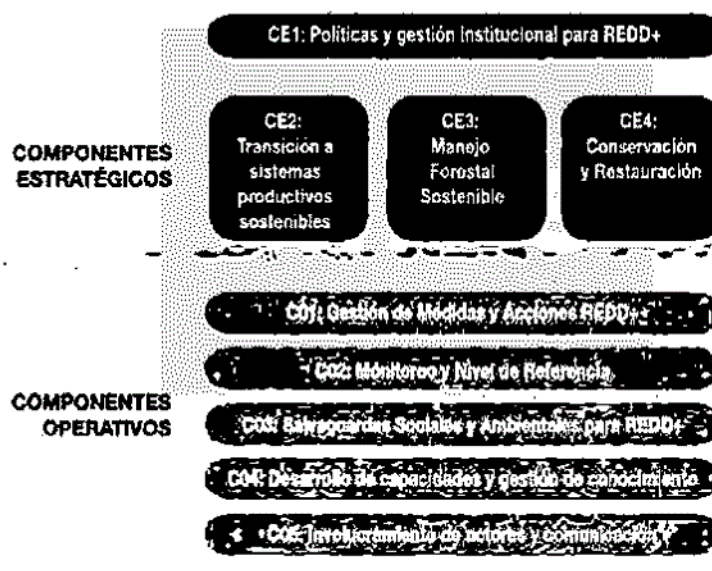 CE1: Políticas y gestión Institucional para REDD+
COMPONENTES
ESTRATÉGICOS
CE2:
Transición a
sistemas
productivos
sostenibles
CE3:
Manejo
Forestal
Sostenible
CE4:
Conservación
y Restauración
COMPONENTES
OPERATIVOS
CO1: Gestión de Medidas y Acciones REDD+
CO2: Monitoreo y Nivel de Referencia
CO3: Salvaguardas Sociales y Ambientales para REDD+
CO4: Desarrollo de capacidades y gestión de conocimiento
CO5: Involucramiento de actores y comunicación